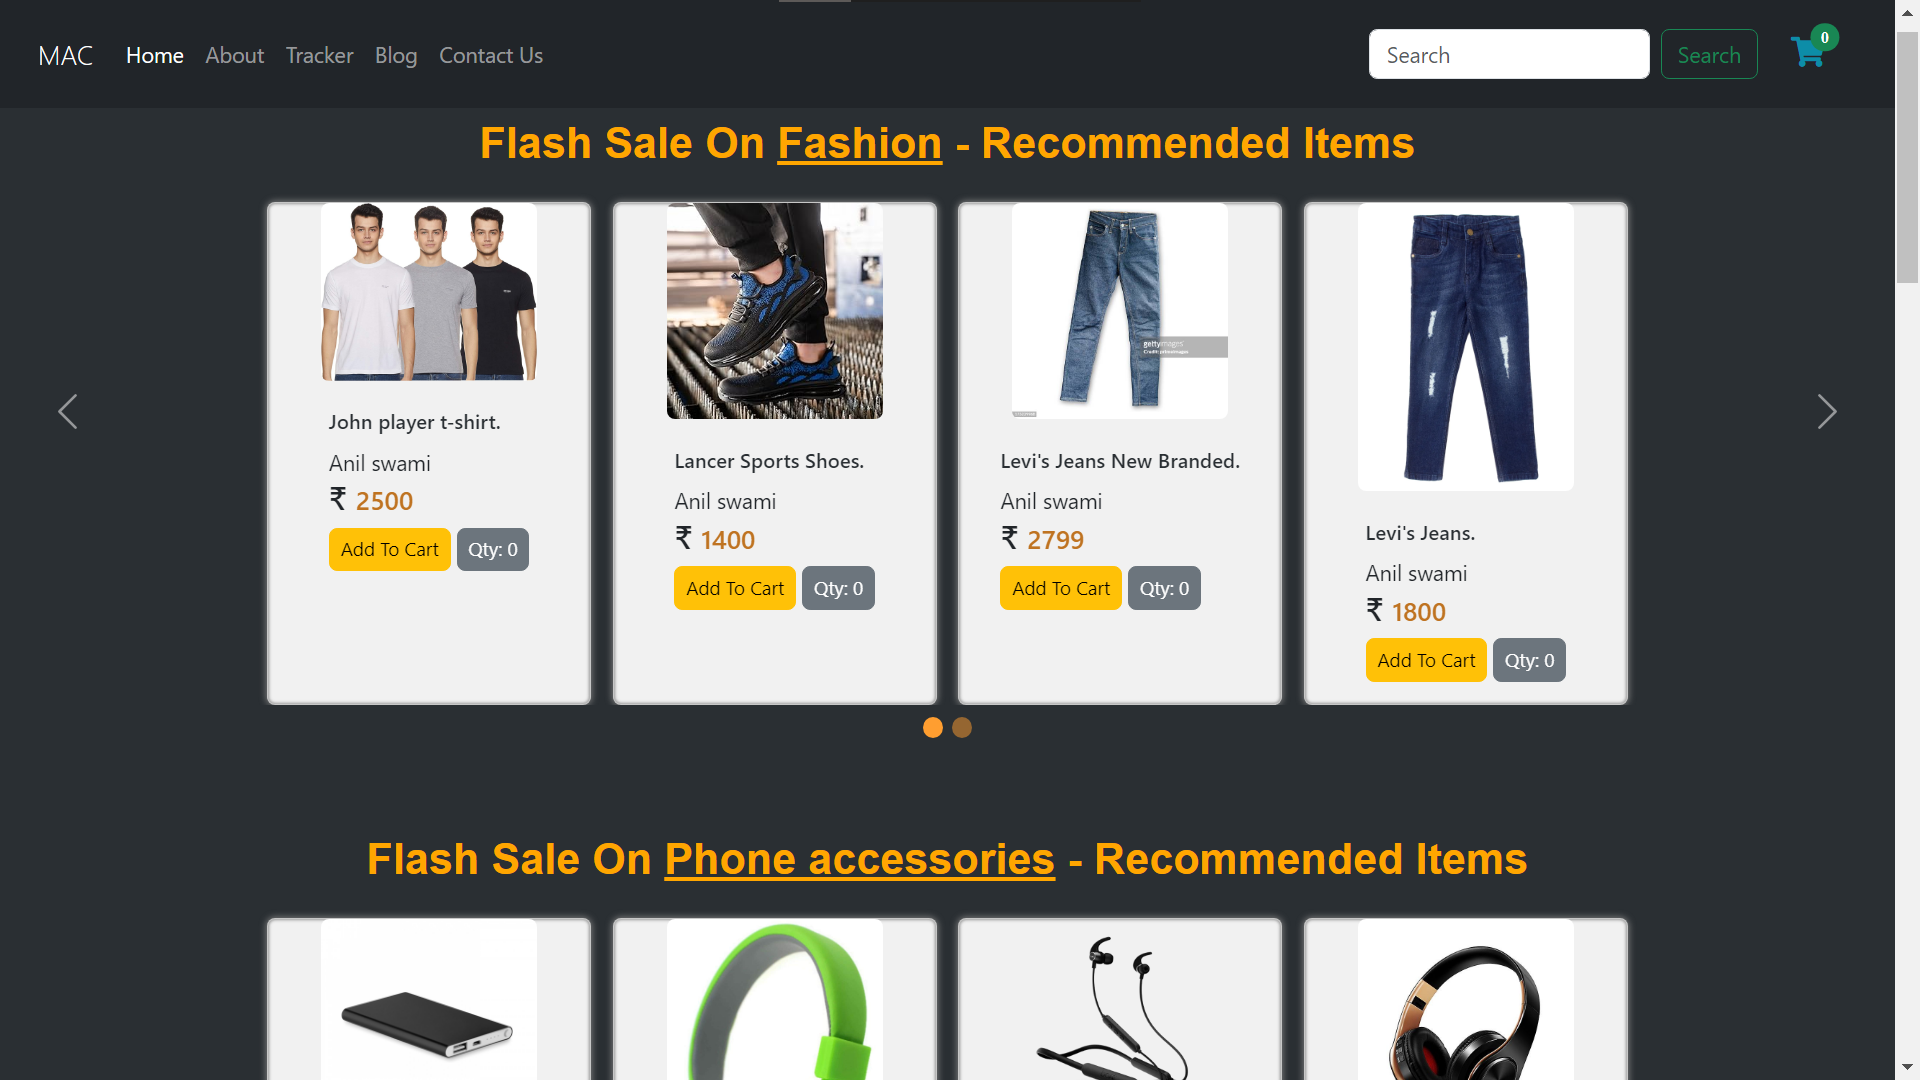 MAC Home About Tracker Blog Contact Us Search Search 0
Flash Sale On Fashion - Recommended Items
John player t-shirt.
Anil swami
₹ 2500
Add To Cart Qty: 0
Lancer Sports Shoes.
Anil swami
₹ 1400
Add To Cart Qty: 0
gettyimages
Levi's Jeans New Branded.
Anil swami
₹ 2799
Add To Cart Qty: 0
Levi's Jeans.
Anil swami
₹ 1800
Add To Cart Qty: 0
Flash Sale On Phone accessories - Recommended Items